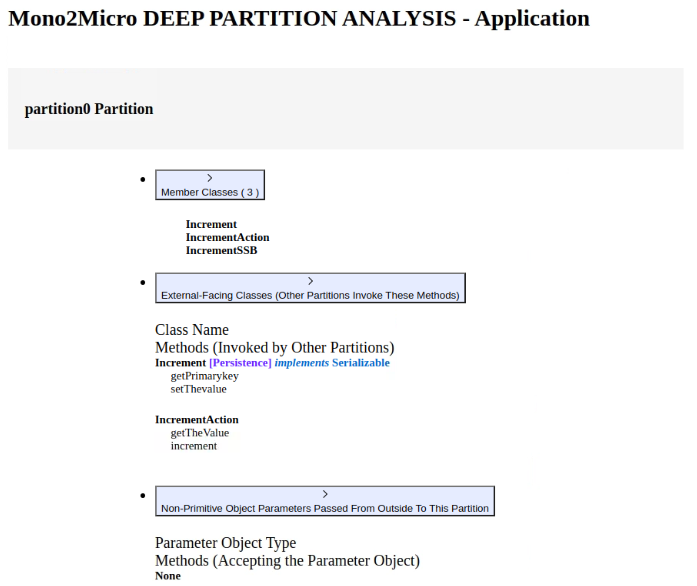 Mono2Micro DEEP PARTITION ANALYSIS - Application
partition0 Partition
Member Classes ( 3 )
Increment
IncrementAction
IncrementSSB
External-Facing Classes (Other Partitions Invoke These Methods)
Class Name
Methods (Invoked by Other Partitions)
Increment [Persistence] implements Serializable
getPrimarykey
setThevalue
IncrementAction
getTheValue
increment
Non-Primitive Object Parameters Passed From Outside To This Partition
Parameter Object Type
Methods (Accepting the Parameter Object)
None